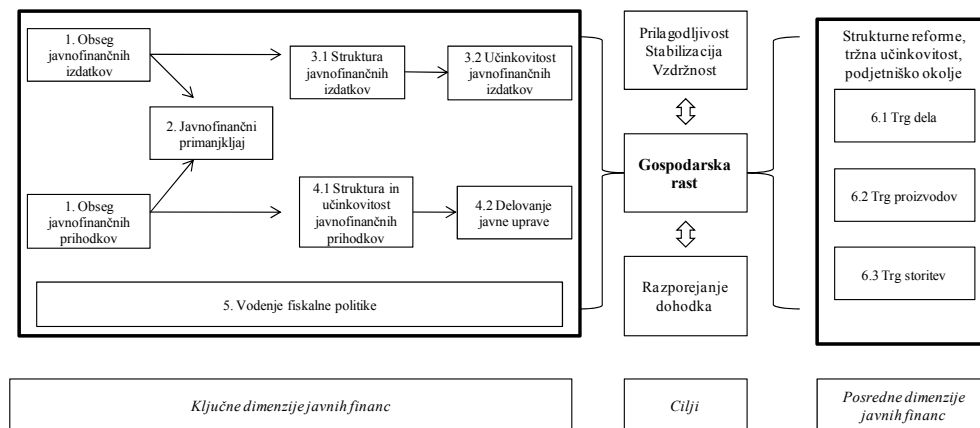 1. Obseg
javnofinančnih
izdatkov
3.1 Struktura
javnofinančnih
izdatkov
3.2 Učinkovitost
javnofinančnih
izdatkov
2. Javnofinančni
primanjkljaj
1. Obseg
javnofinančnih
prihodkov
4.1 Struktura in
učinkovitost
javnofinančnih
prihodkov
4.2 Delovanje
javne uprave
5. Vodenje fiskalne politike
Prilagodljivost
Stabilizacija
Vzdržnost
Gospodarska
rast
Razporejanje
dohodka
Strukturne reforme,
tržna učinkovitost,
podjetniško okolje
6.1 Trg dela
6.2 Trg proizvodov
6.3 Trg storitev
Ključne dimenzije javnih financ
Cilji
Posredne dimenzije
javnih financ